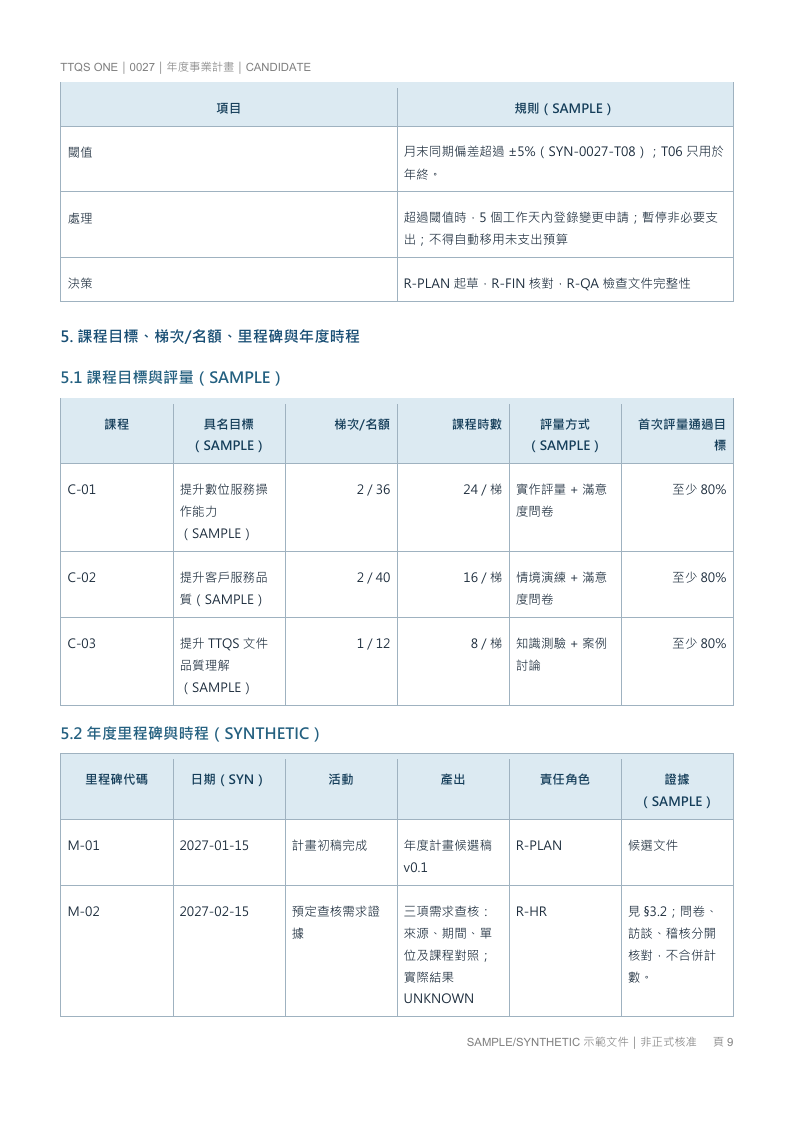 TTQS ONE｜0027｜年度事業計畫｜CANDIDATE
項目
規則（SAMPLE）
閾值
月末同期偏差超過 ±5%（SYN-0027-T08）；T06 只用於
年終。
處理
超過閾值時，5 個工作天內登錄變更申請；暫停非必要支
出；不得自動移用未支出預算
決策
R-PLAN 起草，R-FIN 核對，R-QA 檢查文件完整性
5. 課程目標、梯次/名額、里程碑與年度時程
5.1 課程目標與評量（SAMPLE）
課程
具名目標
（SAMPLE）
梯次/名額
課程時數
評量方式
（SAMPLE）
首次評量通過目
標
C-01
提升數位服務操
作能力
（SAMPLE）
2 / 36
24 / 梯
實作評量 + 滿意
度問卷
至少 80%
C-02
提升客戶服務品
質（SAMPLE）
2 / 40
16 / 梯
情境演練 + 滿意
度問卷
至少 80%
C-03
提升 TTQS 文件
品質理解
（SAMPLE）
1 / 12
8 / 梯
知識測驗 + 案例
討論
至少 80%
5.2 年度里程碑與時程（SYNTHETIC）
里程碑代碼
日期（SYN）
活動
產出
責任角色
證據
（SAMPLE）
M-01
2027-01-15
計畫初稿完成
年度計畫候選稿
v0.1
R-PLAN
候選文件
M-02
2027-02-15
預定查核需求證
據
三項需求查核：
來源、期間、單
位及課程對照；
實際結果
UNKNOWN
R-HR
見 §3.2；問卷、
訪談、稽核分開
核對，不合併計
數。
SAMPLE/SYNTHETIC 示範文件｜非正式核准 頁 9